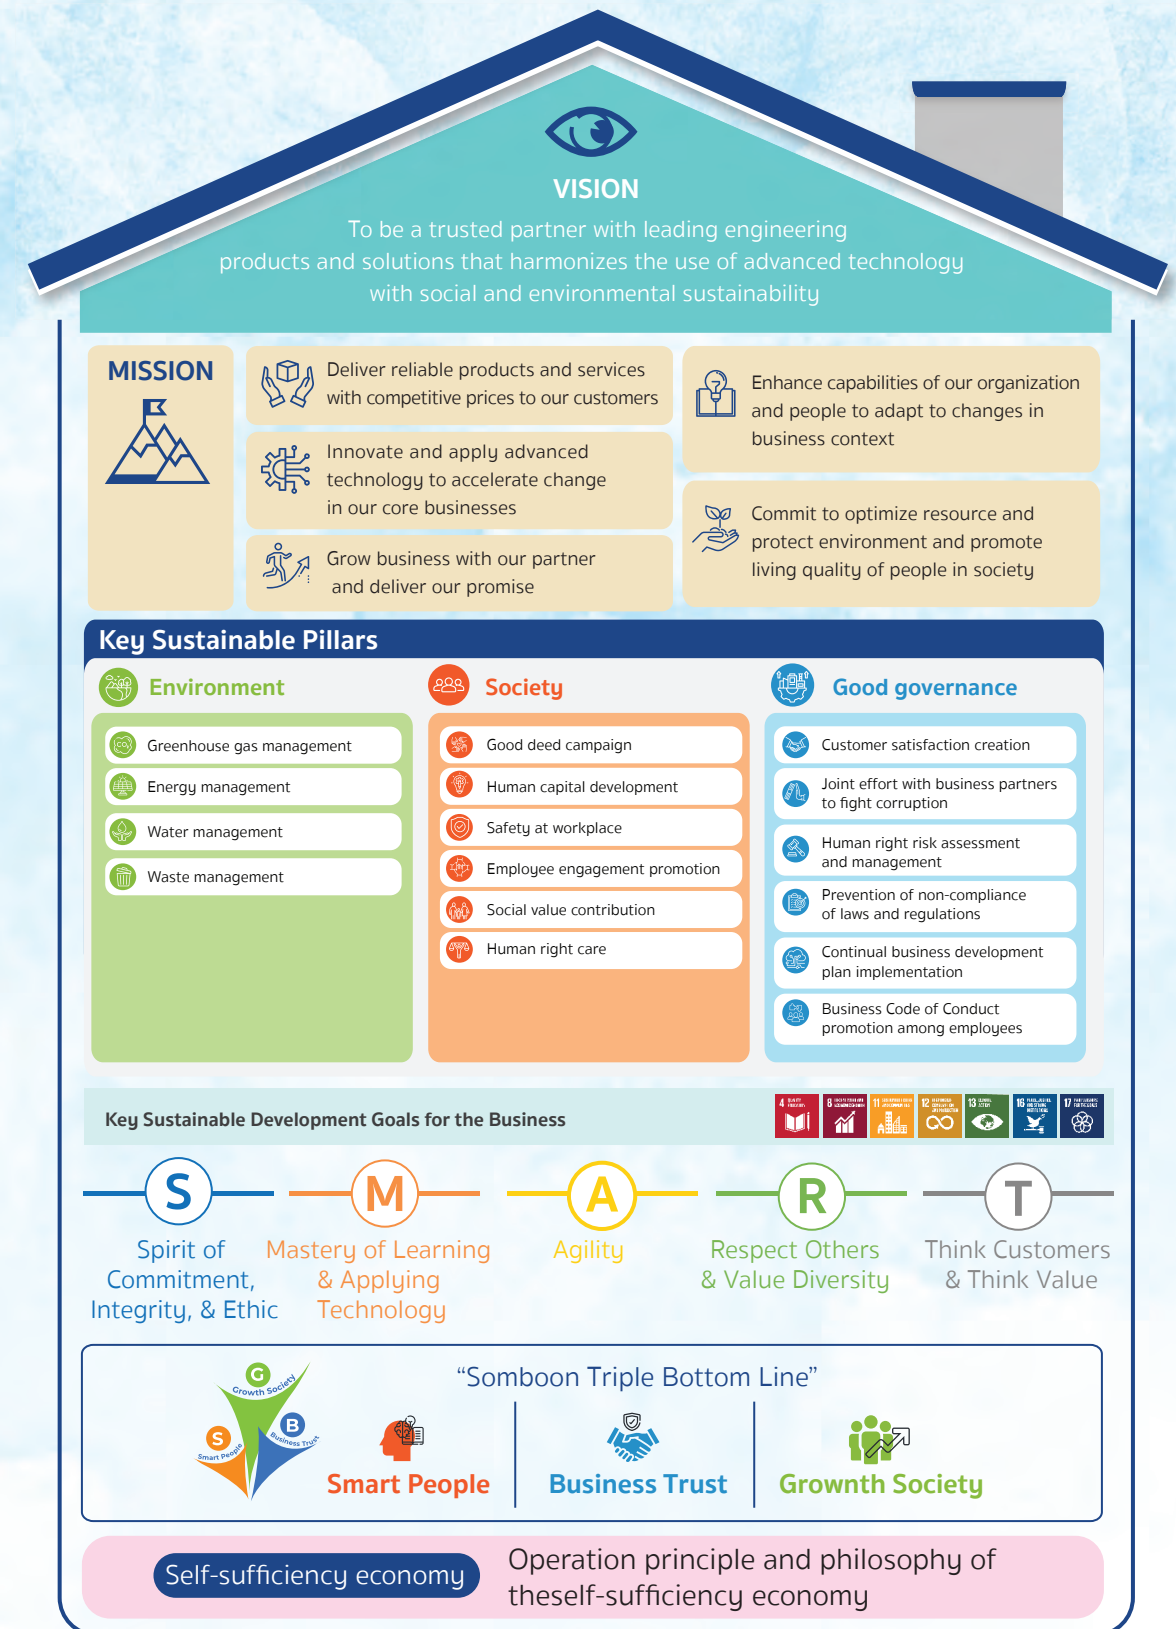 VISION
To be a trusted partner with leading engineering
products and solutions that harmonizes the use of advanced technology
with social and environmental sustainability
MISSION
Deliver reliable products and services
with competitive prices to our customers
Innovate and apply advanced
technology to accelerate change
in our core businesses
Grow business with our partner
and deliver our promise
Enhance capabilities of our organization
and people to adapt to changes in
business context
Commit to optimize resource and
protect environment and promote
living quality of people in society
Key Sustainable Pillars
Environment
Greenhouse gas management
Energy management
Water management
Waste management
Society
Good deed campaign
Human capital development
Safety at workplace
Employee engagement promotion
Social value contribution
Human right care
Good governance
Customer satisfaction creation
Joint effort with business partners
to fight corruption
Human right risk assessment
and management
Prevention of non-compliance
of laws and regulations
Continual business development
plan implementation
Business Code of Conduct
promotion among employees
Key Sustainable Development Goals for the Business
4 QUALITY
EDUCATION
8
11
12
13 CLIMATE
ACTION
16
17
S
Spirit of
Commitment,
Integrity, & Ethic
M
Mastery of Learning
& Applying
Technology
A
Agility
R
Respect Others
& Value Diversity
T
Think Customers
& Think Value
G
Growth Society
S
Smart People
B
Business Trust
“Somboon Triple Bottom Line”
Smart People
Business Trust
Grownth Society
Self-sufficiency economy
Operation principle and philosophy of
theself-sufficiency economy